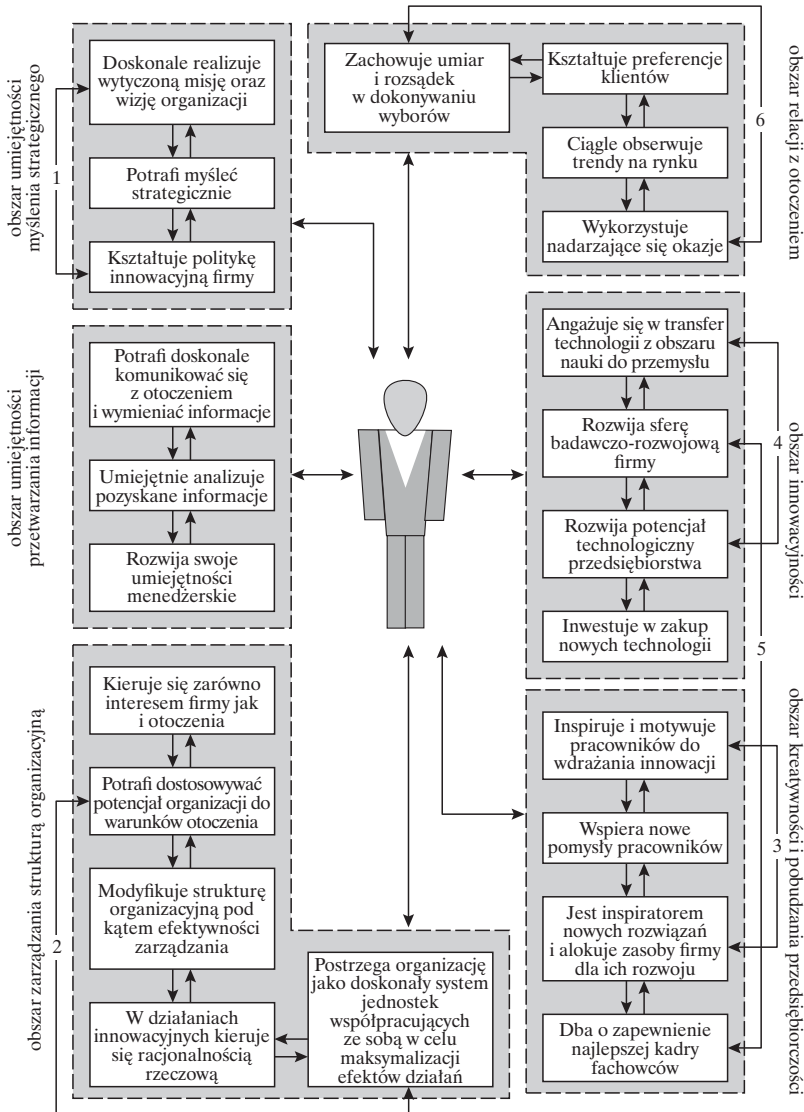 obszar umiejętności
myślenia strategicznego
1
Doskonale realizuje
wytyczoną misję oraz
wizję organizacji
Potrafi myśleć
strategicznie
Kształtuje politykę
innowacyjną firmy
Zachowuje umiar
i rozsądek
w dokonywaniu
wyborów
Kształtuje preferencje
klientów
Ciągle obserwuje
trendy na rynku
Wykorzystuje
nadarzające się okazje
6
obszar relacji z otoczeniem
obszar umiejętności
przetwarzania informacji
Potrafi doskonale
komunikować się
z otoczeniem
i wymieniać informacje
Umiejętnie analizuje
pozyskane informacje
Rozwija swoje
umiejętności
menedżerskie
Angażuje się w transfer
technologii z obszaru
nauki do przemysłu
Rozwija sferę
badawczo-rozwojową
firmy
Rozwija potencjał
technologiczny
przedsiębiorstwa
Inwestuje w zakup
nowych technologii
4
5
obszar innowacyjności
obszar zarządzania strukturą organizacyjną
2
Kieruje się zarówno
interesem firmy jak
i otoczenia
Potrafi dostosowywać
potencjał organizacji do
warunków otoczenia
Modyfikuje strukturę
organizacyjną pod
kątem efektywności
zarządzania
W działaniach
innowacyjnych kieruje
się racjonalnością
rzeczową
Postrzega organizację
jako doskonały system
jednostek
współpracujących
ze sobą w celu
maksymalizacji
efektów działań
Inspiruje i motywuje
pracowników do
wdrażania innowacji
Wspiera nowe
pomysły pracowników
Jest inspiratorem
nowych rozwiązań
i alokuje zasoby firmy
dla ich rozwoju
Dba o zapewnienie
najlepszej kadry
fachowców
3
obszar kreatywności i pobudzania przedsiębiorczości